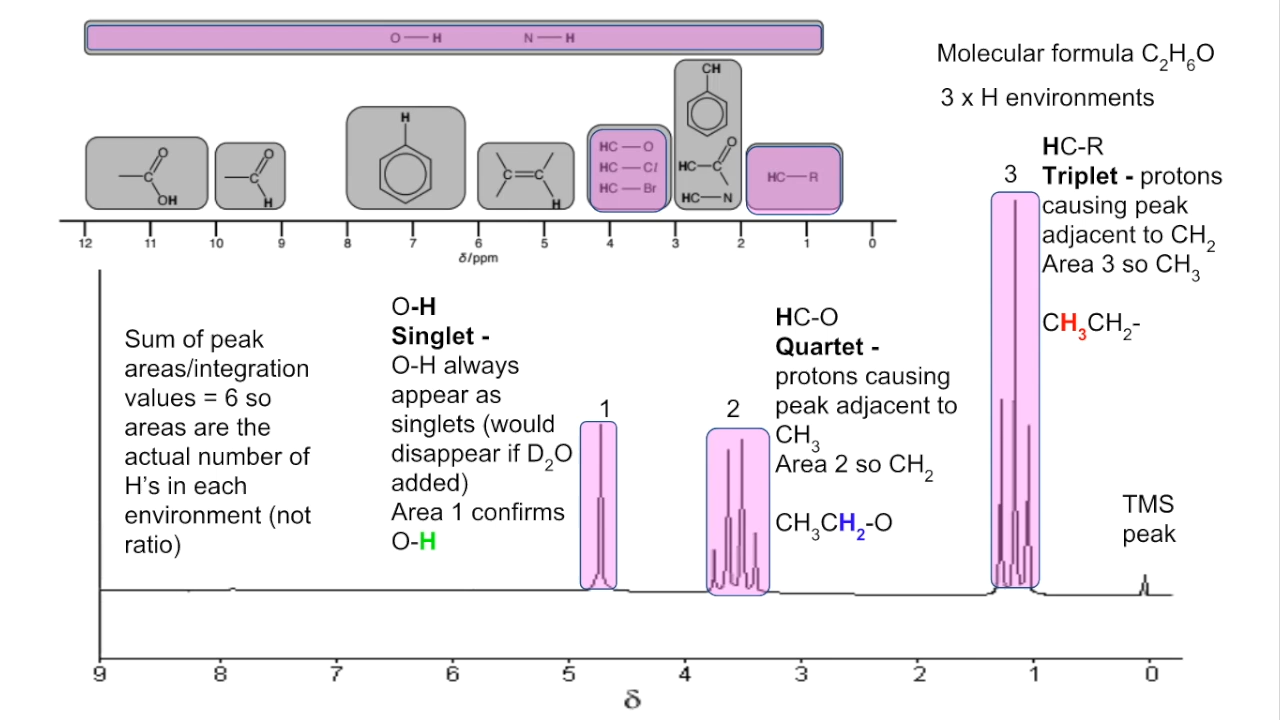 O—H N—H
Molecular formula C₂H₆O
3 x H environments
CH
H
O
OH
O
H
H
HC—O
HC—Cl
HC—Br
O
HC—C
HC—N
HC—R
12 11 10 9 8 7 6 5 4 3 2 1 0
δ/ppm
3
HC-R
Triplet - protons
causing peak
adjacent to CH₂
Area 3 so CH₃
CH₃CH₂-
Sum of peak
areas/integration
values = 6 so
areas are the
actual number of
H’s in each
environment (not
ratio)
O-H
Singlet -
O-H always
appear as
singlets (would
disappear if D₂O
added)
Area 1 confirms
O-H
1
2
HC-O
Quartet -
protons causing
peak adjacent to
CH₃
Area 2 so CH₂
CH₃CH₂-O
TMS
peak
9 8 7 6 5 4 3 2 1 0
δ